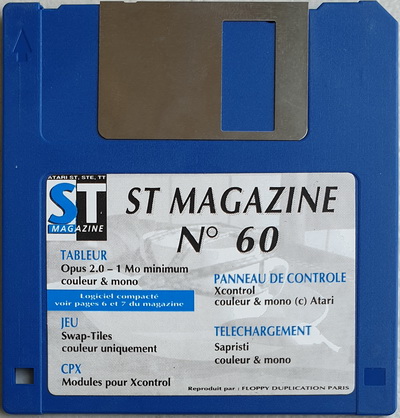 ATARI ST, STE, TT
ST
MAGAZINE
ST MAGAZINE
N° 60
TABLEUR
Opus 2.0 – 1 Mo minimum
couleur & mono
Logiciel compacté
voir pages 6 et 7 du magazine
JEU
Swap-Tiles
couleur uniquement
CPX
Modules pour Xcontrol
PANNEAU DE CONTROLE
Xcontrol
couleur & mono (c) Atari
TELECHARGEMENT
Sapristi
couleur & mono
Reproduit par : FLOPPY DUPLICATION PARIS